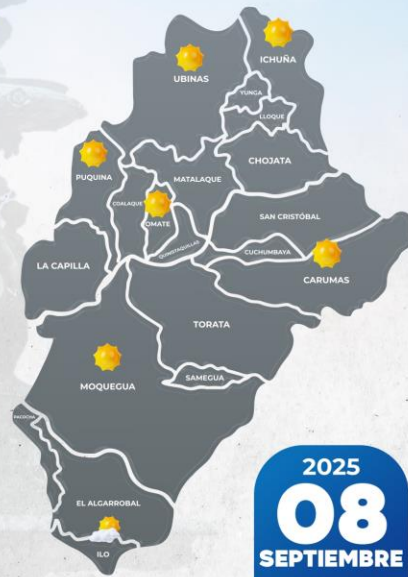 ICHUÑA
UBINAS
YUNGA
LLOQUE
CHOJATA
PUQUINA
MATALAQUE
COALAQUE
OMATE
SAN CRISTÓBAL
QUINISTAQUILLAS
CUCHUMBAYA
LA CAPILLA
CARUMAS
TORATA
SAMEGUA
MOQUEGUA
PACOCHA
EL ALGARROBAL
ILO
2025
08
SEPTIEMBRE